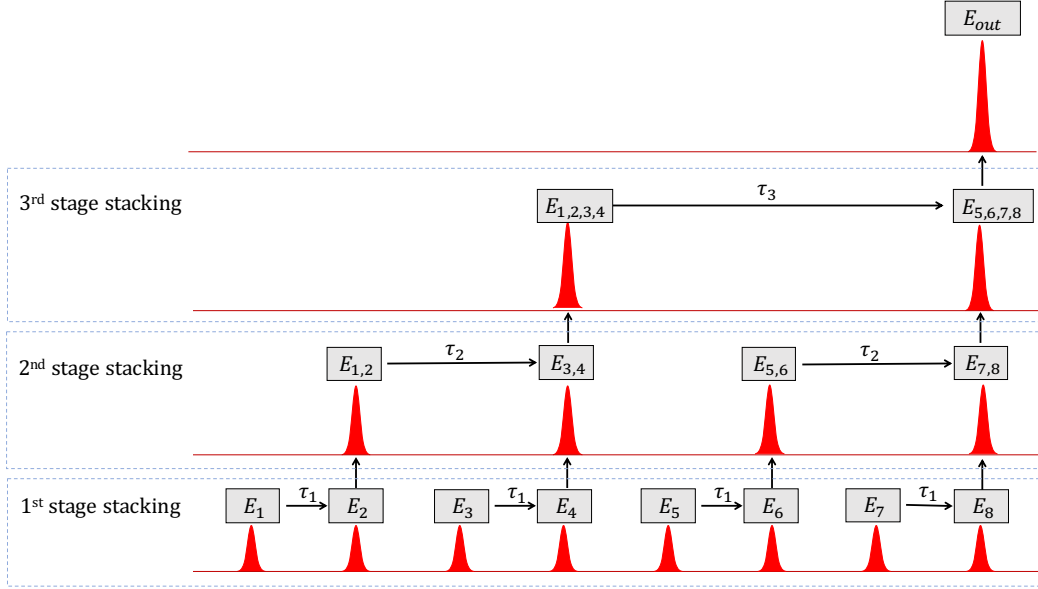 E_out
3rd stage stacking
E_1,2,3,4 τ_3 E_5,6,7,8
2nd stage stacking
E_1,2 τ_2 E_3,4 E_5,6 τ_2 E_7,8
1st stage stacking
E_1 τ_1 E_2 E_3 τ_1 E_4 E_5 τ_1 E_6 E_7 τ_1 E_8